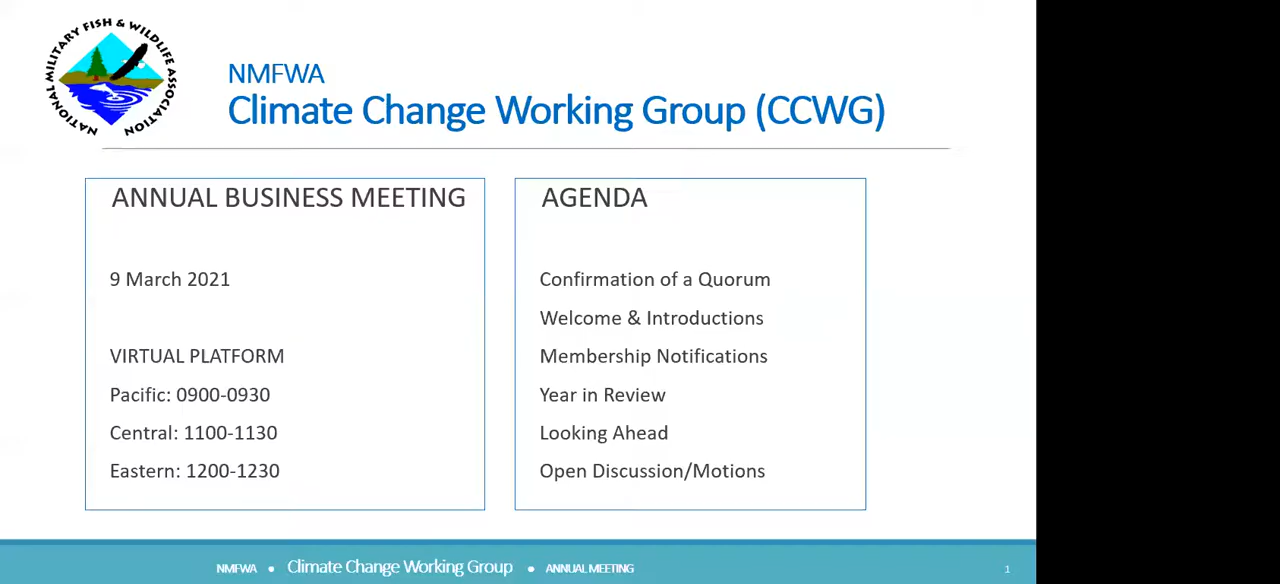 NATIONAL MILITARY FISH & WILDLIFE ASSOCIATION
NMFWA
Climate Change Working Group (CCWG)
ANNUAL BUSINESS MEETING
9 March 2021
VIRTUAL PLATFORM
Pacific: 0900-0930
Central: 1100-1130
Eastern: 1200-1230
AGENDA
Confirmation of a Quorum
Welcome & Introductions
Membership Notifications
Year in Review
Looking Ahead
Open Discussion/Motions
NMFWA • Climate Change Working Group • ANNUAL MEETING
1